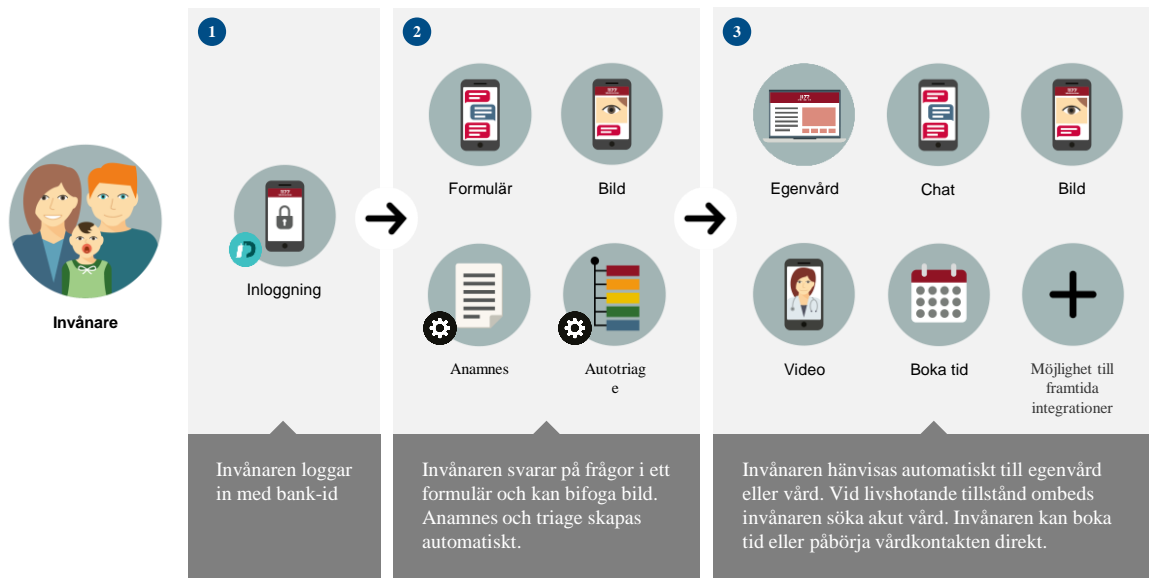 1
2
3
Invånare
Inloggning
Formulär
Bild
Anamnes
Autotriag
e
Egenvård
Chat
Bild
Video
Boka tid
Möjlighet till
framtida
integrationer
Invånaren loggar
in med bank-id
Invånaren svarar på frågor i ett
formulär och kan bifoga bild.
Anamnes och triage skapas
automatiskt.
Invånaren hänvisas automatiskt till egenvård
eller vård. Vid livshotande tillstånd ombeds
invånaren söka akut vård. Invånaren kan boka
tid eller påbörja vårdkontakten direkt.